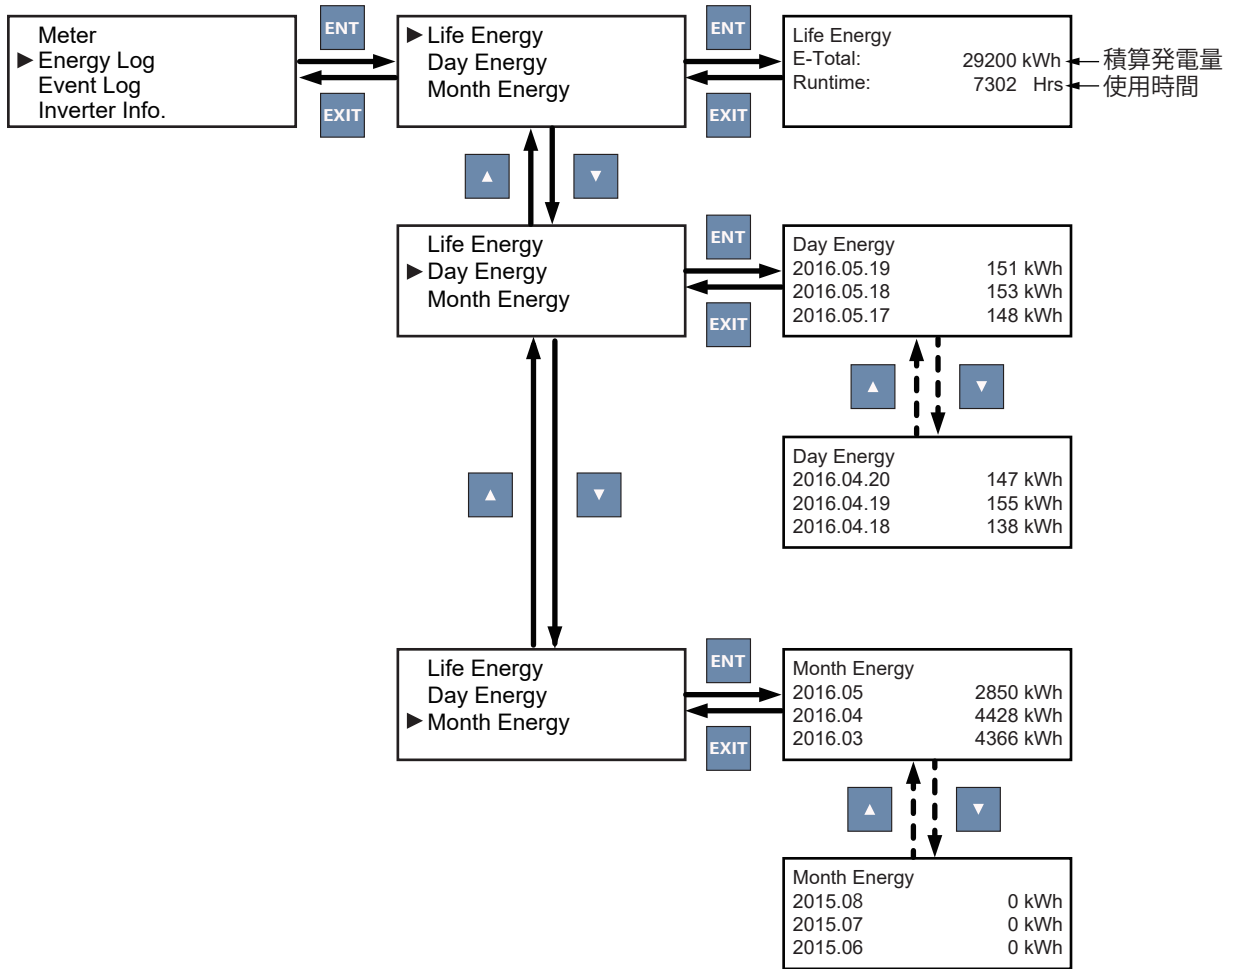 Meter
▶ Energy Log
Event Log
Inverter Info.
ENT
EXIT
▶ Life Energy
Day Energy
Month Energy
ENT
EXIT
Life Energy
E-Total: 29200 kWh
Runtime: 7302 Hrs
積算発電量
使用時間
▲
▼
Life Energy
▶ Day Energy
Month Energy
ENT
EXIT
Day Energy
2016.05.19 151 kWh
2016.05.18 153 kWh
2016.05.17 148 kWh
▲
▼
Day Energy
2016.04.20 147 kWh
2016.04.19 155 kWh
2016.04.18 138 kWh
▲
▼
Life Energy
Day Energy
▶ Month Energy
ENT
EXIT
Month Energy
2016.05 2850 kWh
2016.04 4428 kWh
2016.03 4366 kWh
▲
▼
Month Energy
2015.08 0 kWh
2015.07 0 kWh
2015.06 0 kWh